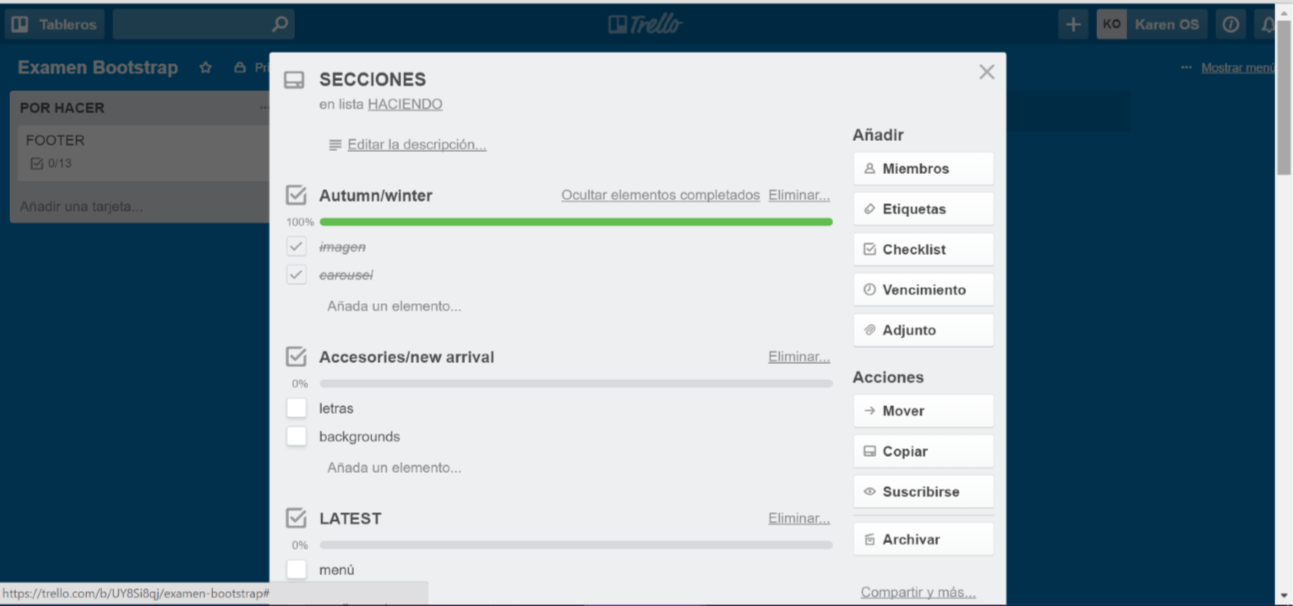 Tableros
Trello
KO Karen OS
Examen Bootstrap
Mostrar menú
POR HACER
FOOTER
0/13
Añadir una tarjeta...
SECCIONES
en lista HACIENDO
Editar la descripción...
Autumn/winter Ocultar elementos completados Eliminar...
100%
imagen
carousel
Añada un elemento...
Accesories/new arrival Eliminar...
0%
letras
backgrounds
Añada un elemento...
LATEST Eliminar...
0%
menú
Añadir
Miembros
Etiquetas
Checklist
Vencimiento
Adjunto
Acciones
Mover
Copiar
Suscribirse
Archivar
Compartir y más...
https://trello.com/b/UY8Si8qj/examen-bootstrap#